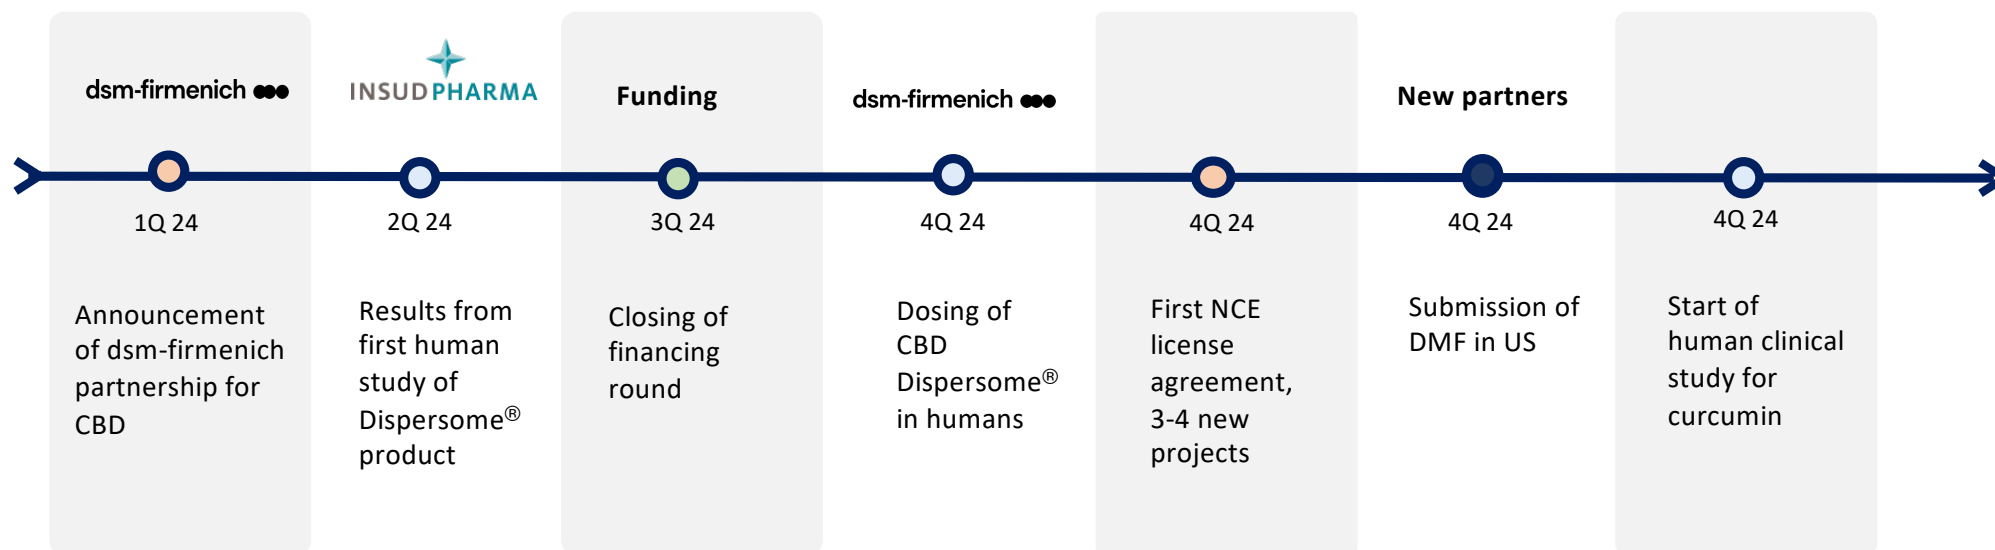 dsm-firmenich
INSUD PHARMA
Funding
dsm-firmenich
New partners
1Q 24
2Q 24
3Q 24
4Q 24
4Q 24
4Q 24
4Q 24
Announcement
of dsm-firmenich
partnership for
CBD
Results from
first human
study of
Dispersome®
product
Closing of
financing
round
Dosing of
CBD
Dispersome®
in humans
First NCE
license
agreement,
3-4 new
projects
Submission of
DMF in US
Start of
human clinical
study for
curcumin